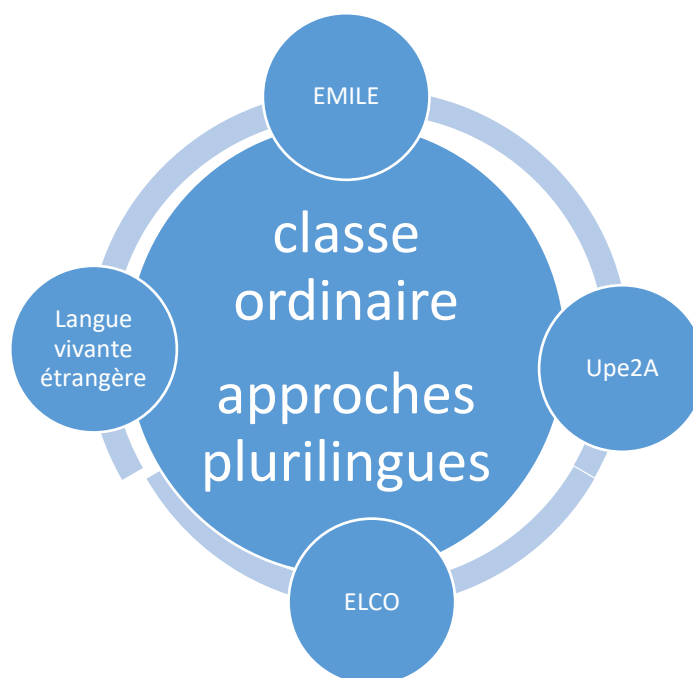 EMILE
classe
ordinaire
approches
plurilingues
Langue
vivante
étrangère
Upe2A
ELCO